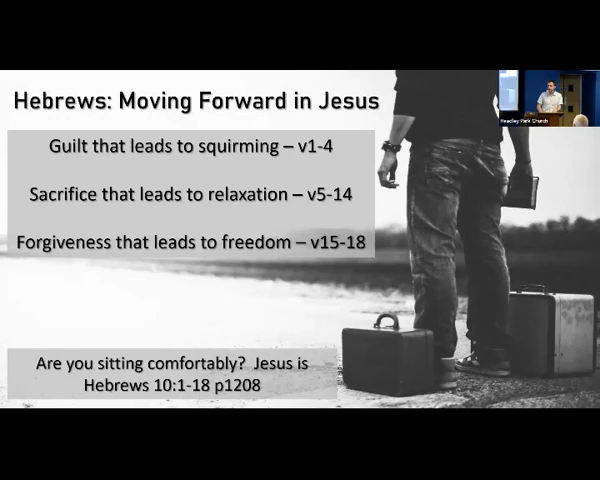 Hebrews: Moving Forward in Jesus
Headley Park Church
Guilt that leads to squirming – v1-4
Sacrifice that leads to relaxation – v5-14
Forgiveness that leads to freedom – v15-18
Are you sitting comfortably? Jesus is
Hebrews 10:1-18 p1208